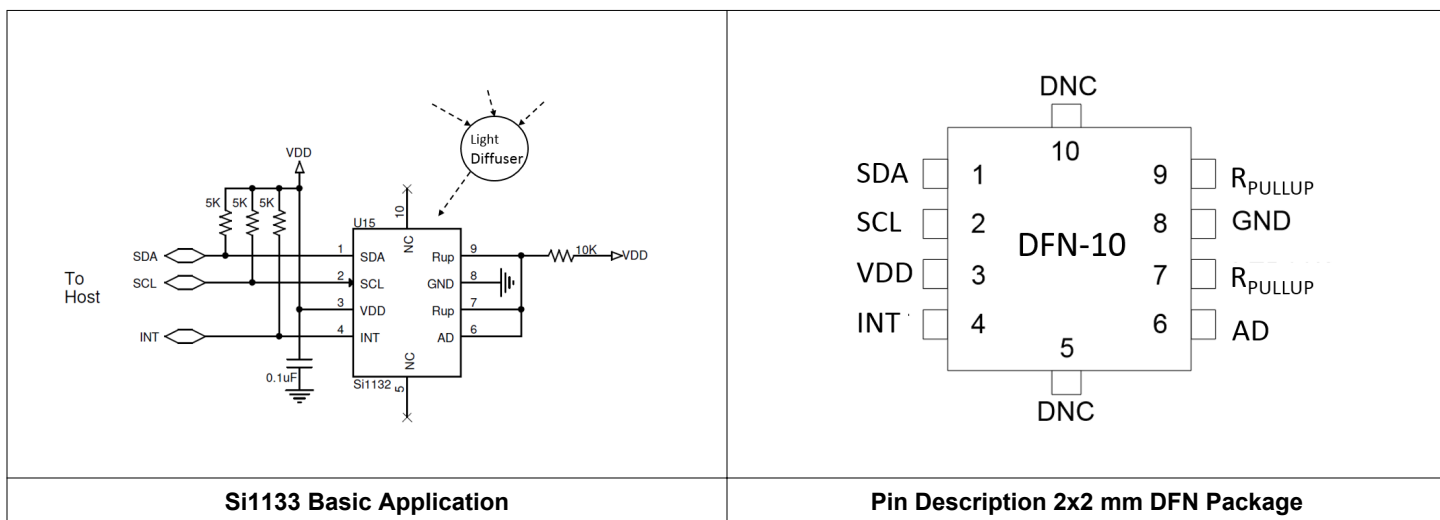 VDD
5K 5K 5K
Light
Diffuser
U15
10
NC
SDA 1 SDA Rup 9 10K VDD
To
Host
SCL 2 SCL GND 8
3 VDD Rup 7
INT 4 INT AD 6
NC
0.1uF
Si1132
5
Si1133 Basic Application
DNC
10
SDA 1 9 RPULLUP
SCL 2 8 GND
DFN-10
VDD 3 7 RPULLUP
INT 4 6 AD
5
DNC
Pin Description 2x2 mm DFN Package